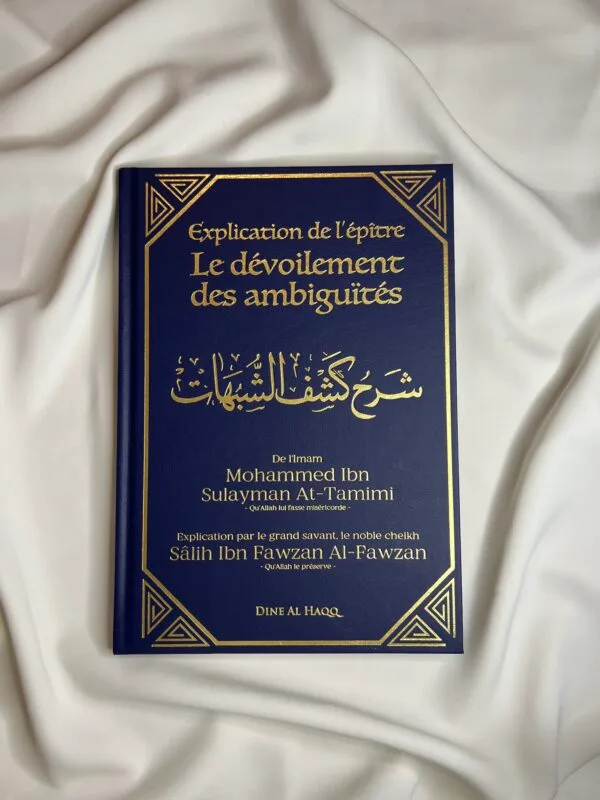 Explication de l'épître
Le dévoilement
des ambiguïtés
شرح كشف الشبهات
De l'Imam
Mohammed Ibn
Sulayman At-Tamimi
- Qu'Allah lui fasse miséricorde -
Explication par le grand savant, le noble cheikh
Sâlih Ibn Fawzan Al-Fawzan
- Qu'Allah le préserve -
Dine Al Haqq